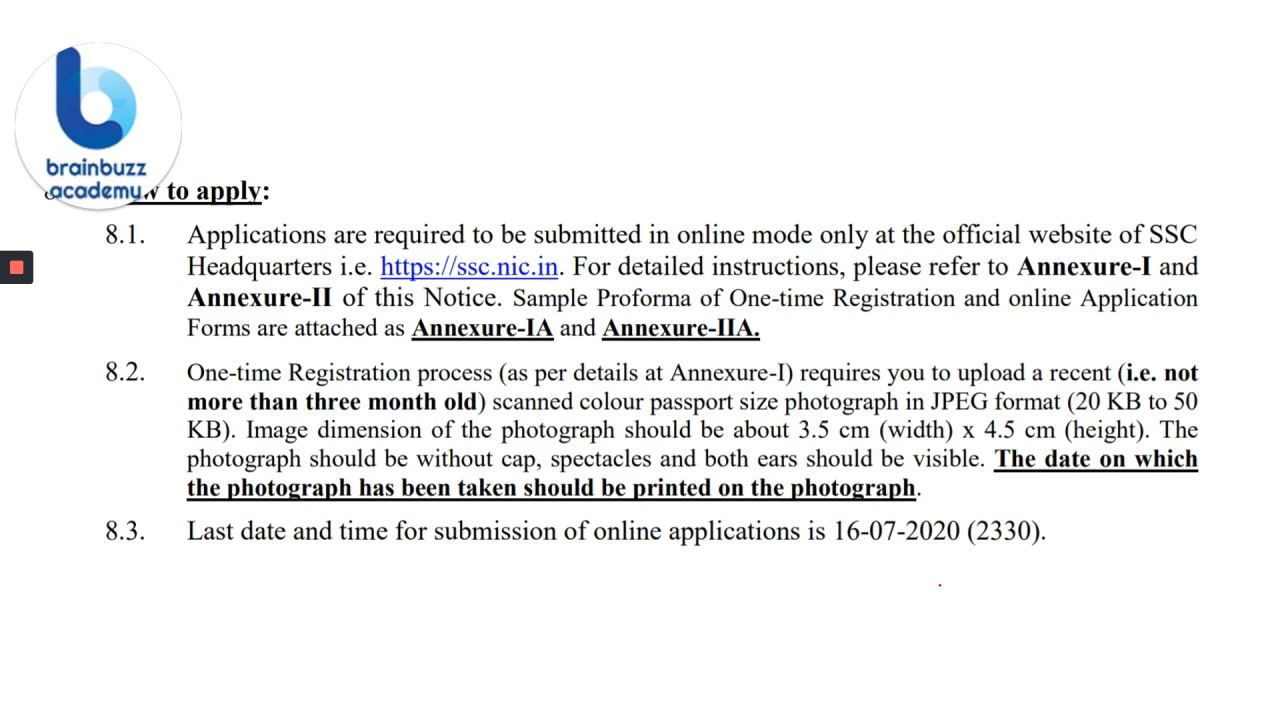 brainbuzz
academy
to apply:
8.1. Applications are required to be submitted in online mode only at the official website of SSC
Headquarters i.e. https://ssc.nic.in. For detailed instructions, please refer to Annexure-I and
Annexure-II of this Notice. Sample Proforma of One-time Registration and online Application
Forms are attached as Annexure-IA and Annexure-IIA.
8.2. One-time Registration process (as per details at Annexure-I) requires you to upload a recent (i.e. not
more than three month old) scanned colour passport size photograph in JPEG format (20 KB to 50
KB). Image dimension of the photograph should be about 3.5 cm (width) x 4.5 cm (height). The
photograph should be without cap, spectacles and both ears should be visible. The date on which
the photograph has been taken should be printed on the photograph.
8.3. Last date and time for submission of online applications is 16-07-2020 (2330).